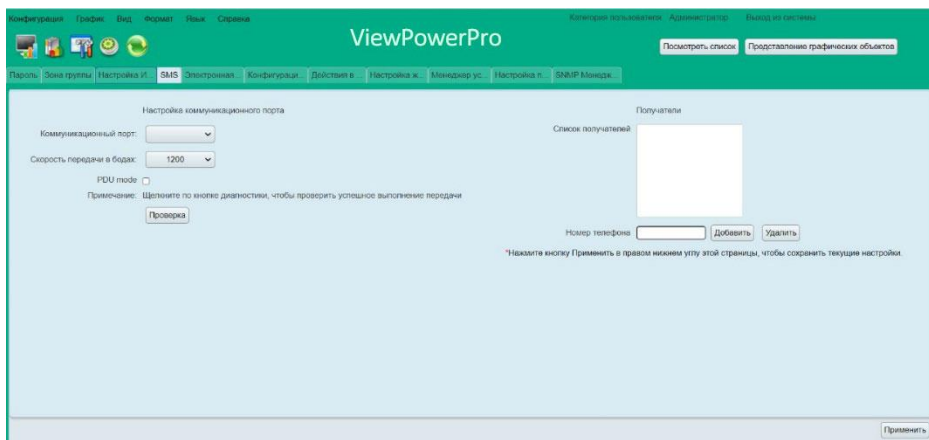 Конфигурация График Вид Формат Язык Справка Категория пользователя Администратор Выход из системы
ViewPowerPro
Посмотреть список Представление графических объектов
Пароль Зона группы Настройка И... SMS Электронная... Конфигураци... Действия в... Настройка ж... Менеджер ус... Настройка п... SNMP Менедж...
Настройка коммуникационного порта Получатели
Коммуникационный порт: Список получателей
Скорость передачи в бодах: 1200
PDU mode
Примечание: Щелкните по кнопке диагностики, чтобы проверить успешное выполнение передачи
Проверка
Номер телефона Добавить Удалить
*Нажмите кнопку Применить в правом нижнем углу этой страницы, чтобы сохранить текущие настройки.
Применить